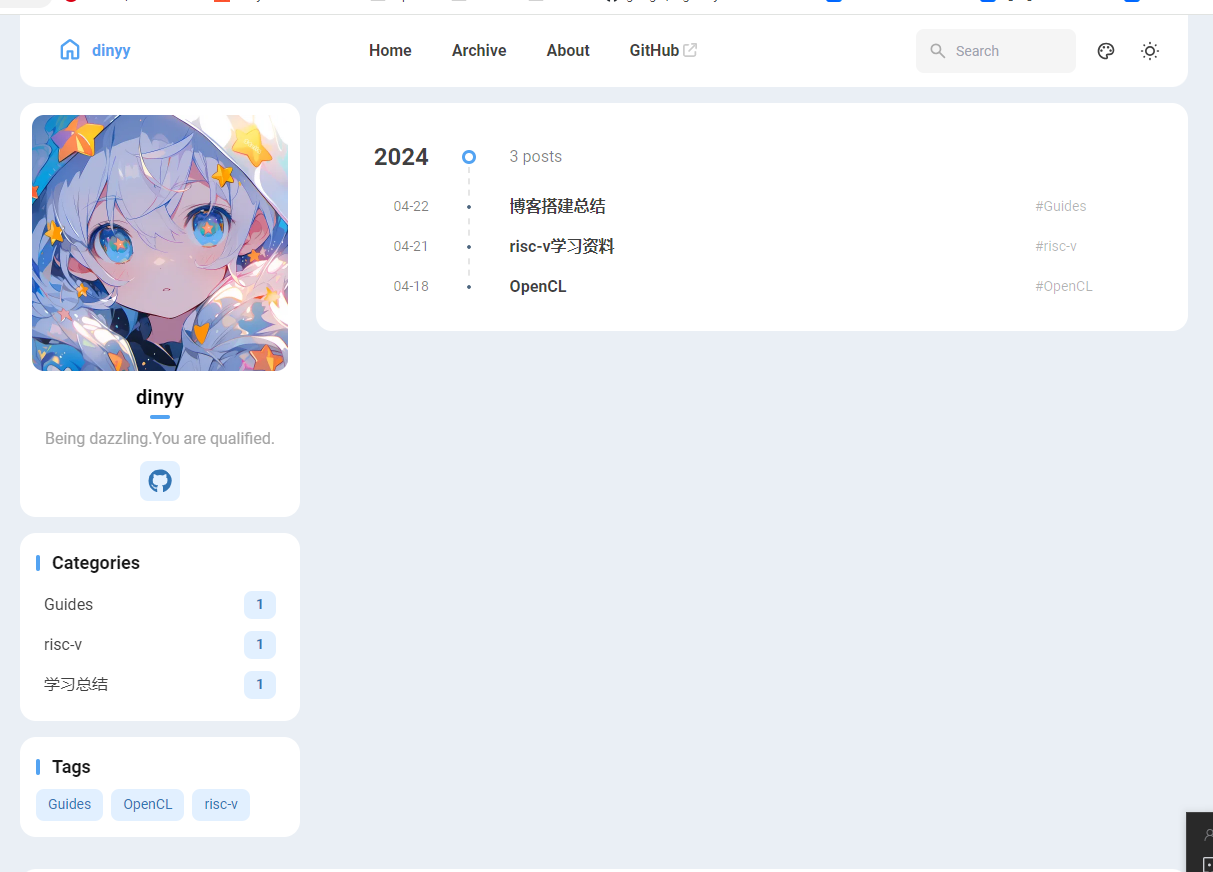 dinyy
Home Archive About GitHub
Search
dinyy
Being dazzling.You are qualified.
Categories
Guides 1
risc-v 1
学习总结 1
Tags
Guides OpenCL risc-v
2024 3 posts
04-22 博客搭建总结 #Guides
04-21 risc-v学习资料 #risc-v
04-18 OpenCL #OpenCL